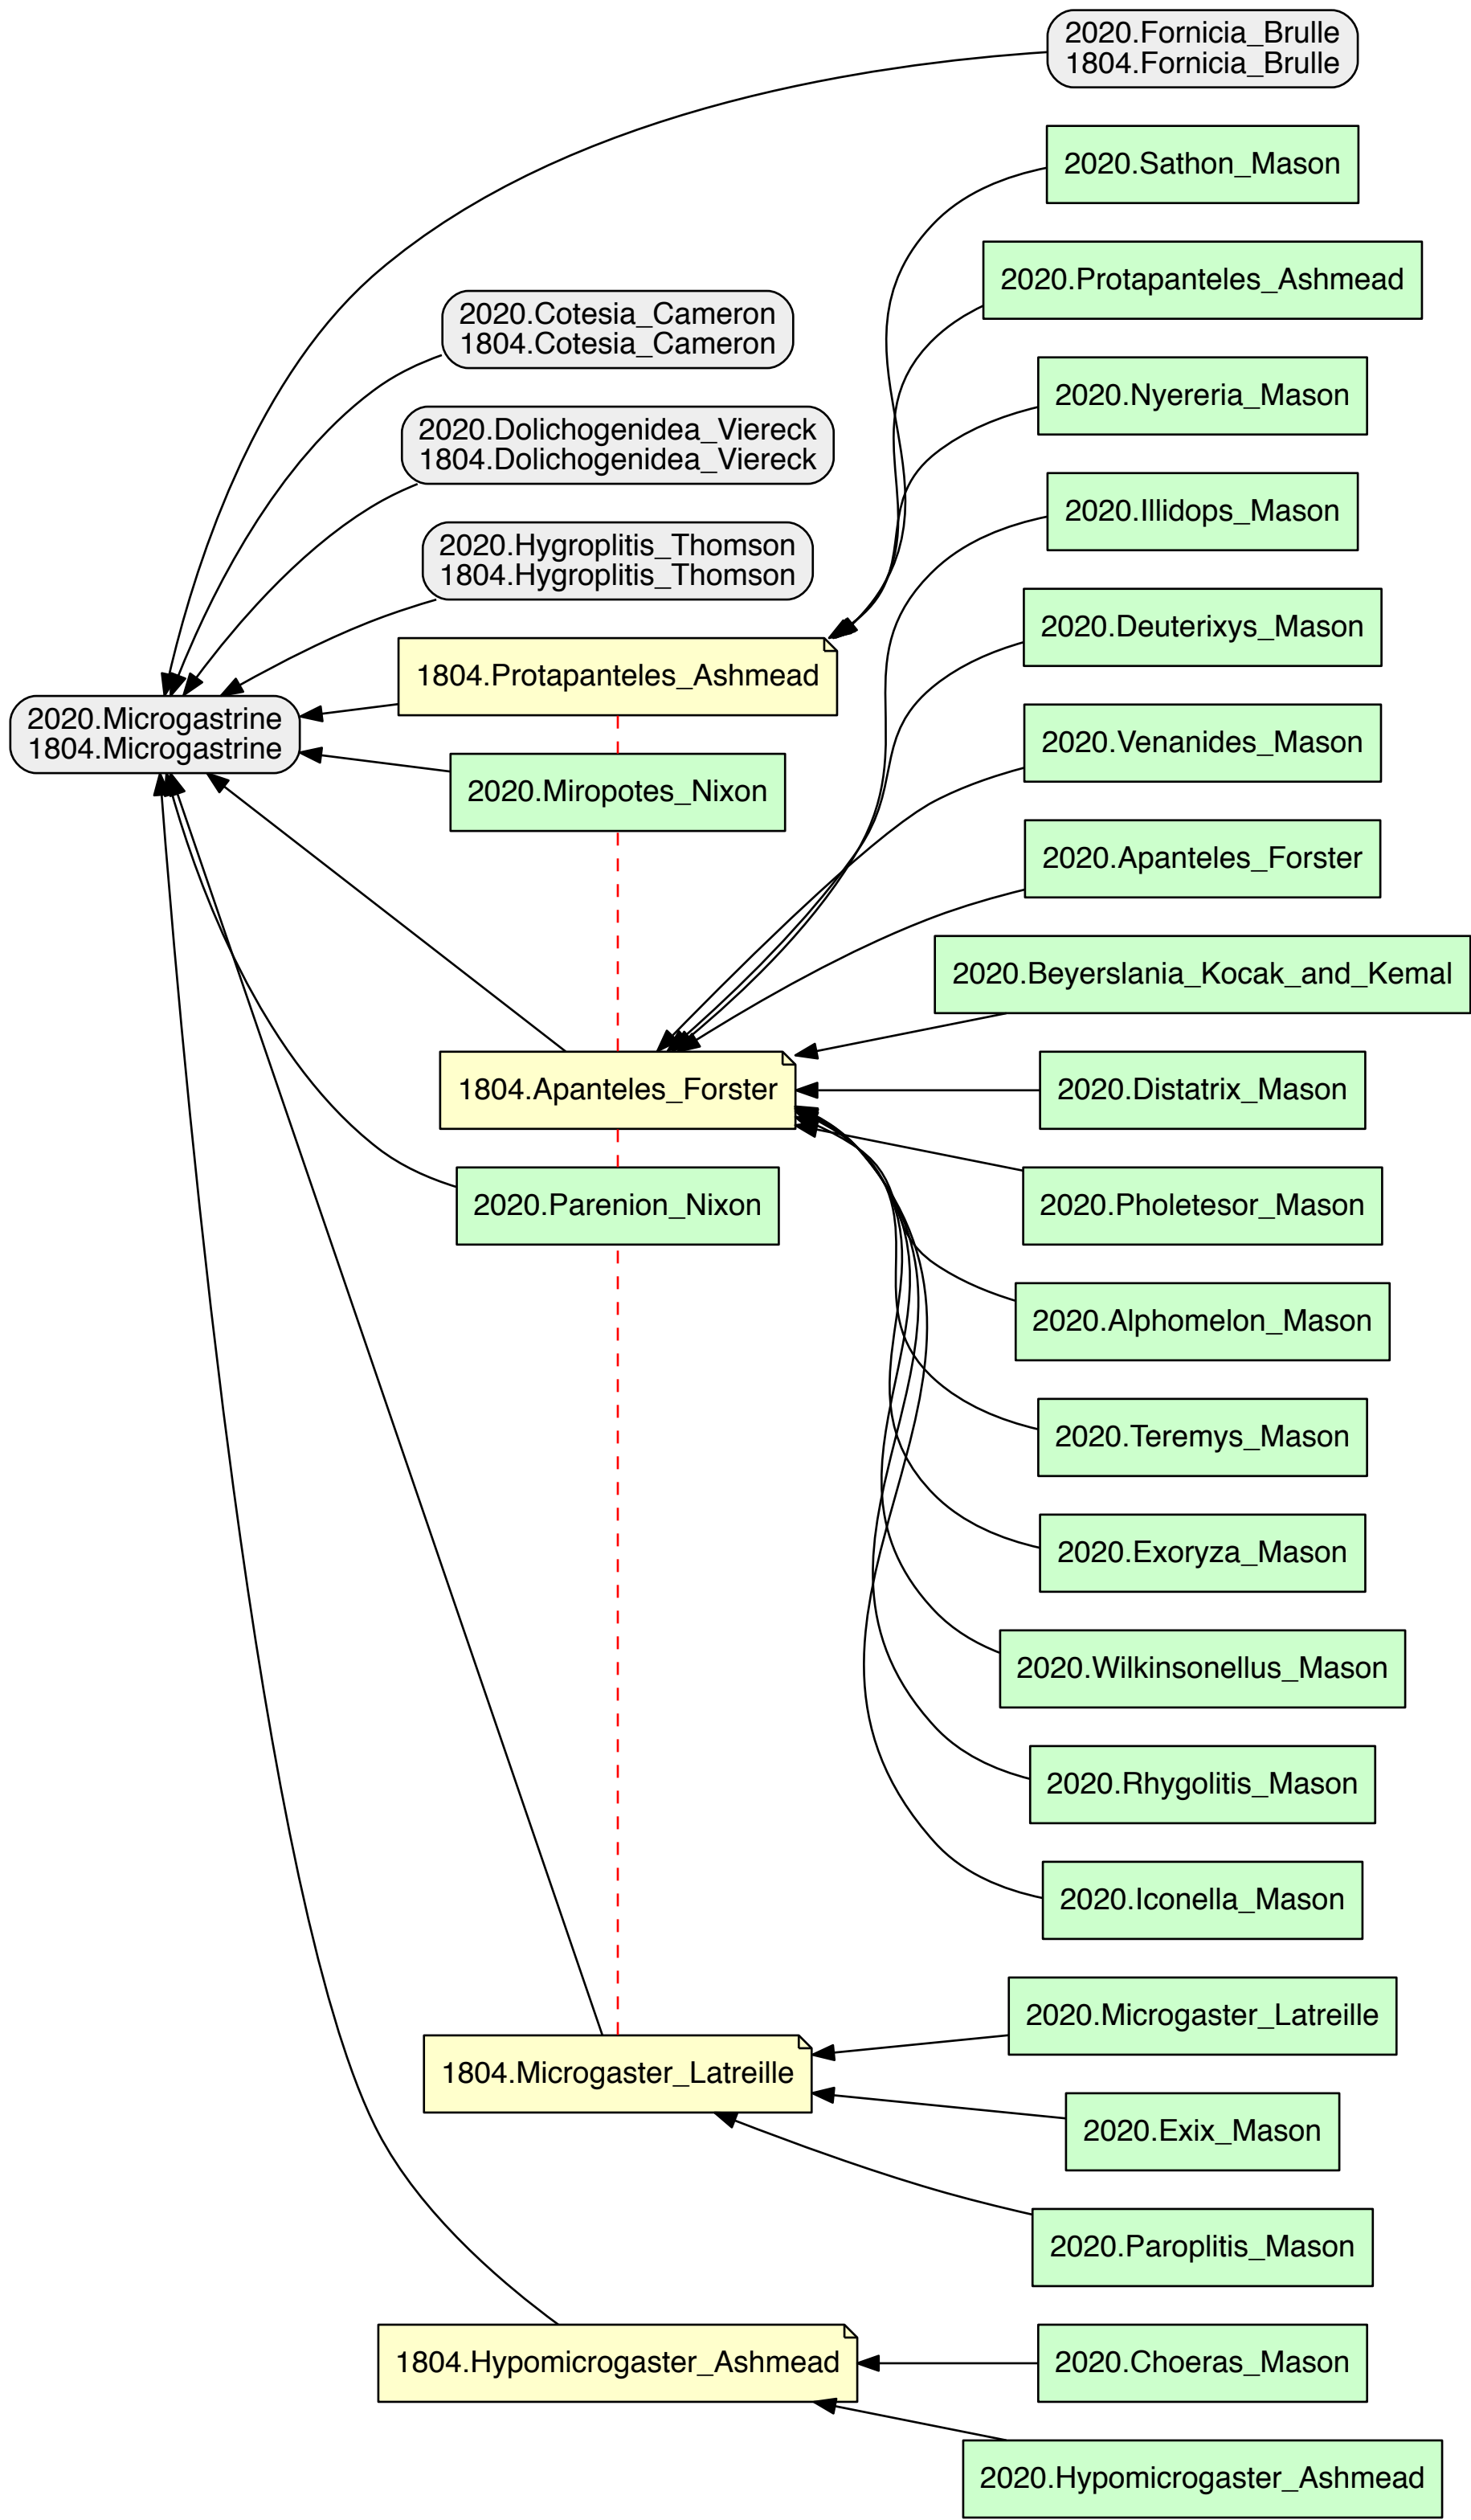 2020.Fornicia_Brulle
1804.Fornicia_Brulle
2020.Sathon_Mason
2020.Protapanteles_Ashmead
2020.Cotesia_Cameron
1804.Cotesia_Cameron
2020.Nyereria_Mason
2020.Dolichogenidea_Viereck
1804.Dolichogenidea_Viereck
2020.Illidops_Mason
2020.Hygroplitis_Thomson
1804.Hygroplitis_Thomson
2020.Deuterixys_Mason
1804.Protapanteles_Ashmead
2020.Microgastrine
1804.Microgastrine
2020.Venanides_Mason
2020.Miropotes_Nixon
2020.Apanteles_Forster
2020.Beyerslania_Kocak_and_Kemal
1804.Apanteles_Forster
2020.Distatrix_Mason
2020.Parenion_Nixon
2020.Pholetesor_Mason
2020.Alphomelon_Mason
2020.Teremys_Mason
2020.Exoryza_Mason
2020.Wilkinsonellus_Mason
2020.Rhygolitis_Mason
2020.Iconella_Mason
2020.Microgaster_Latreille
1804.Microgaster_Latreille
2020.Exix_Mason
2020.Paroplitis_Mason
1804.Hypomicrogaster_Ashmead
2020.Choeras_Mason
2020.Hypomicrogaster_Ashmead